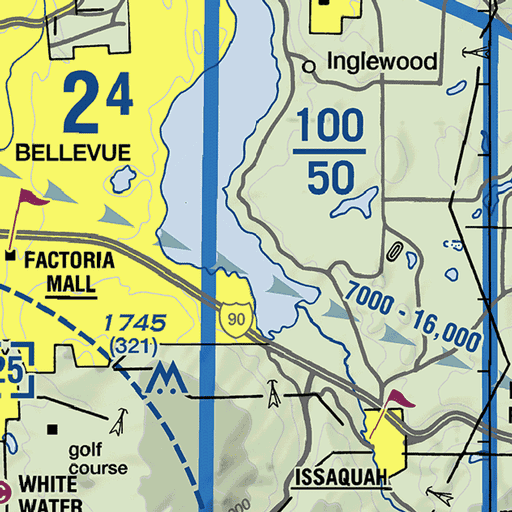 Inglewood
24
100
50
BELLEVUE
FACTORIA
MALL
7000 - 16,000
90
1745
(321)
25
golf
course
ISSAQUAH
WHITE
WATER